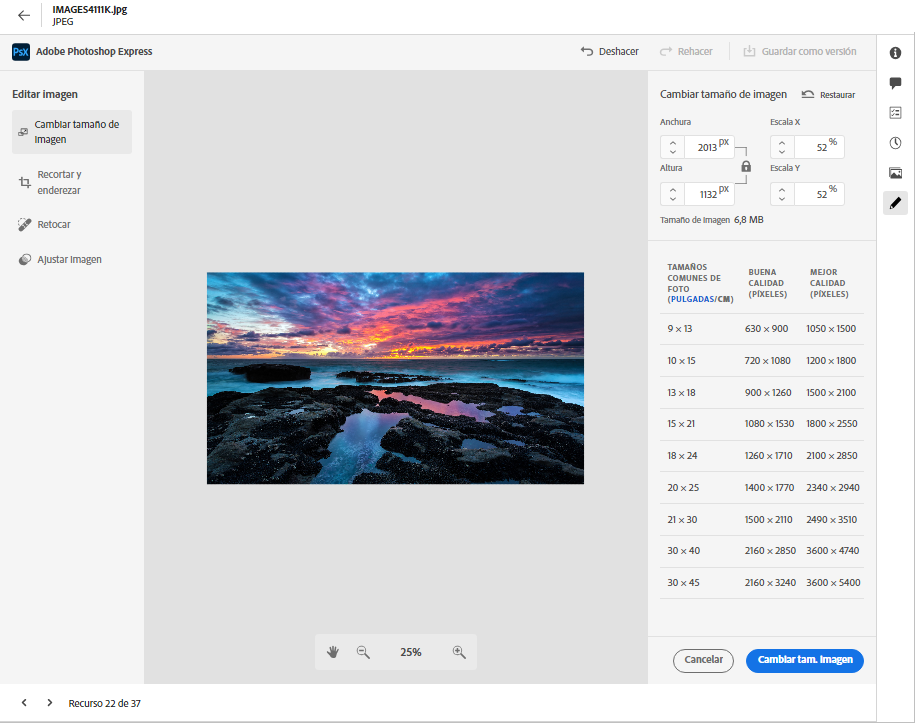 IMAGES4111K.jpg
JPEG
PsX Adobe Photoshop Express
Deshacer
Rehacer
Guardar como versión
Editar imagen
Cambiar tamaño de
imagen
Recortar y
enderezar
Retocar
Ajustar imagen
Cambiar tamaño de imagen
Restaurar
Anchura
Escala X
2013 px
52 %
Altura
Escala Y
1132 px
52 %
Tamaño de imagen 6,8 MB
TAMAÑOS
COMUNES DE
FOTO
(PULGADAS/CM)
BUENA
CALIDAD
(PÍXELES)
MEJOR
CALIDAD
(PÍXELES)
9 × 13 630 × 900 1050 × 1500
10 × 15 720 × 1080 1200 × 1800
13 × 18 900 × 1260 1500 × 2100
15 × 21 1080 × 1530 1800 × 2550
18 × 24 1260 × 1710 2100 × 2850
20 × 25 1400 × 1770 2340 × 2940
21 × 30 1500 × 2110 2490 × 3510
30 × 40 2160 × 2850 3600 × 4740
30 × 45 2160 × 3240 3600 × 5400
25%
Cancelar
Cambiar tam. imagen
Recurso 22 de 37